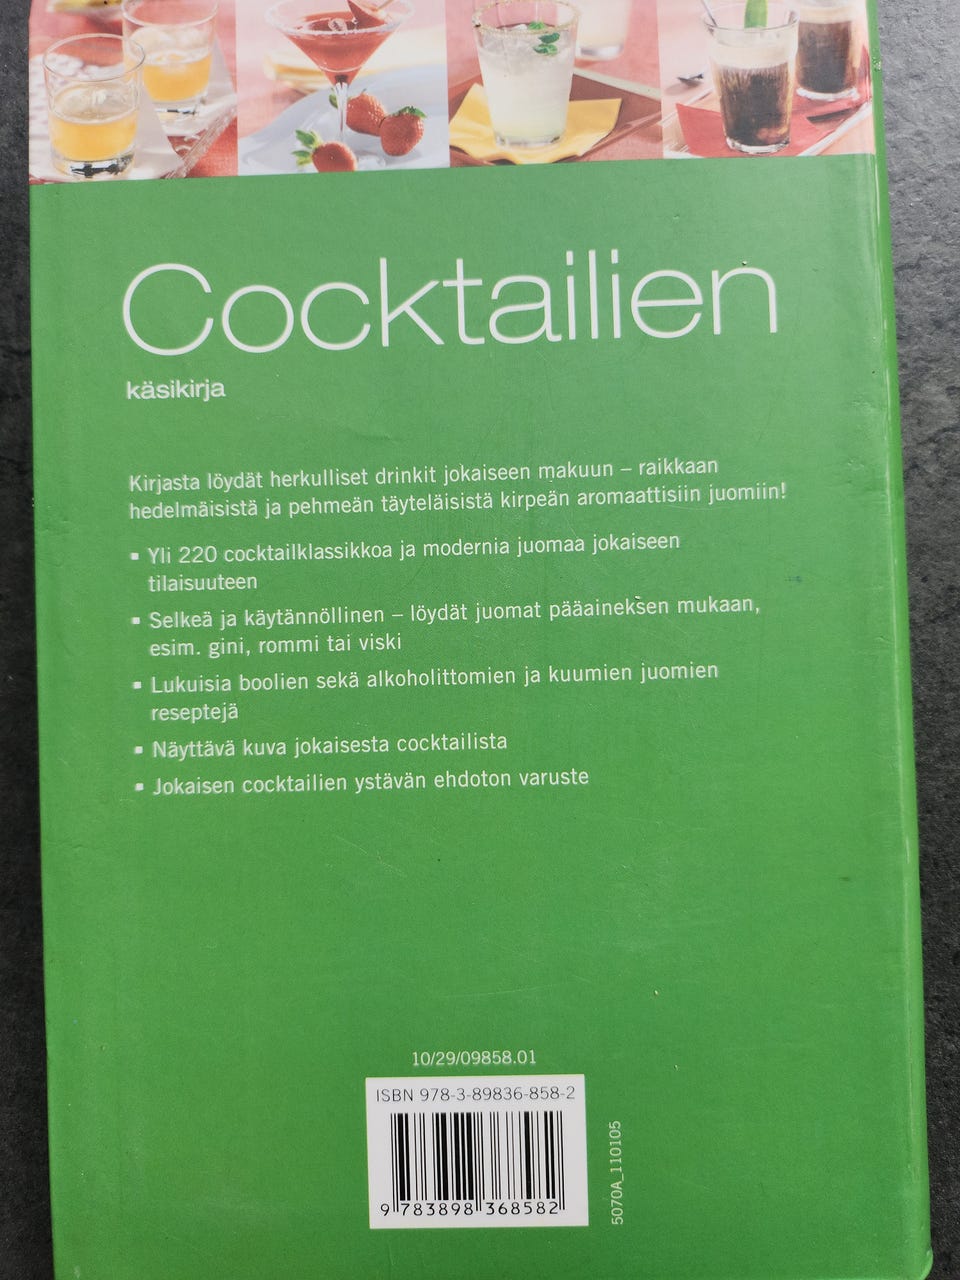 Cocktailien
käsikirja
Kirjasta löydät herkulliset drinkit jokaiseen makuun – raikkaan
hedelmäisistä ja pehmeän täyteläisistä kirpeän aromaattisiin juomiin!
▪ Yli 220 cocktailklassikkoa ja modernia juomaa jokaiseen
tilaisuuteen
▪ Selkeä ja käytännöllinen – löydät juomat pääaineksen mukaan,
esim. gini, rommi tai viski
▪ Lukuisia boolien sekä alkoholittomien ja kuumien juomien
reseptejä
▪ Näyttävä kuva jokaisesta cocktailista
▪ Jokaisen cocktailien ystävän ehdoton varuste
10/29/09858.01
ISBN 978-3-89836-858-2
9 783898 368582
5070A_110105